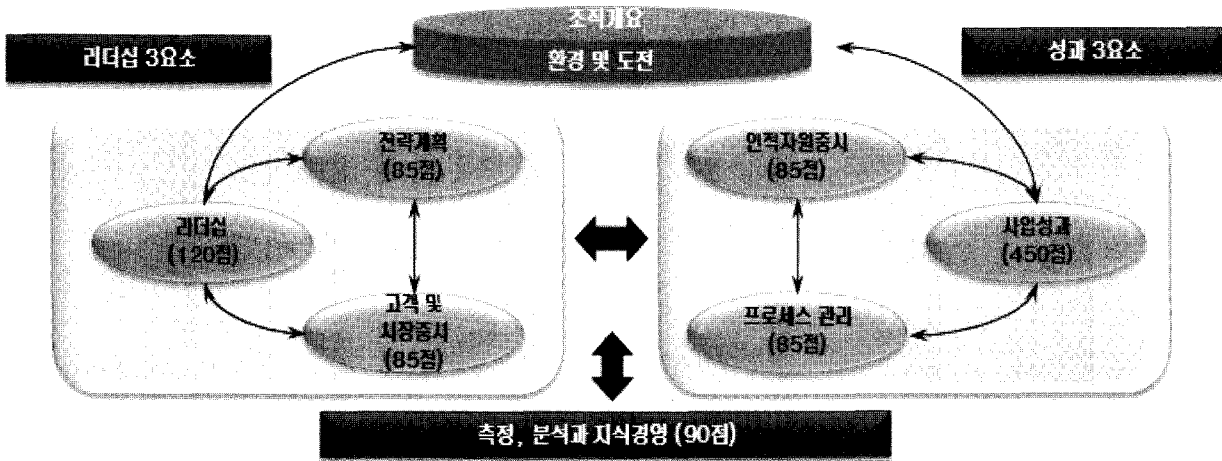 조직개요
환경 및 도전
리더십 3요소
성과 3요소
전략계획
(85점)
리더십
(120점)
고객 및
시장중시
(85점)
인적자원중시
(85점)
사업성과
(450점)
프로세스 관리
(85점)
측정, 분석과 지식경영 (90점)